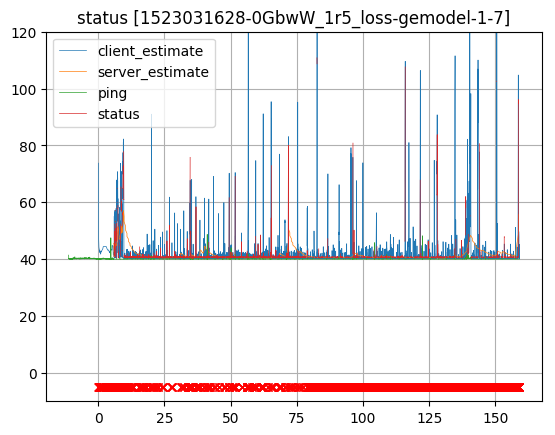 status [1523031628-0GbwW_1r5_loss-gemodel-1-7]
120
100
80
60
40
20
0
client_estimate
server_estimate
ping
status
0 25 50 75 100 125 150